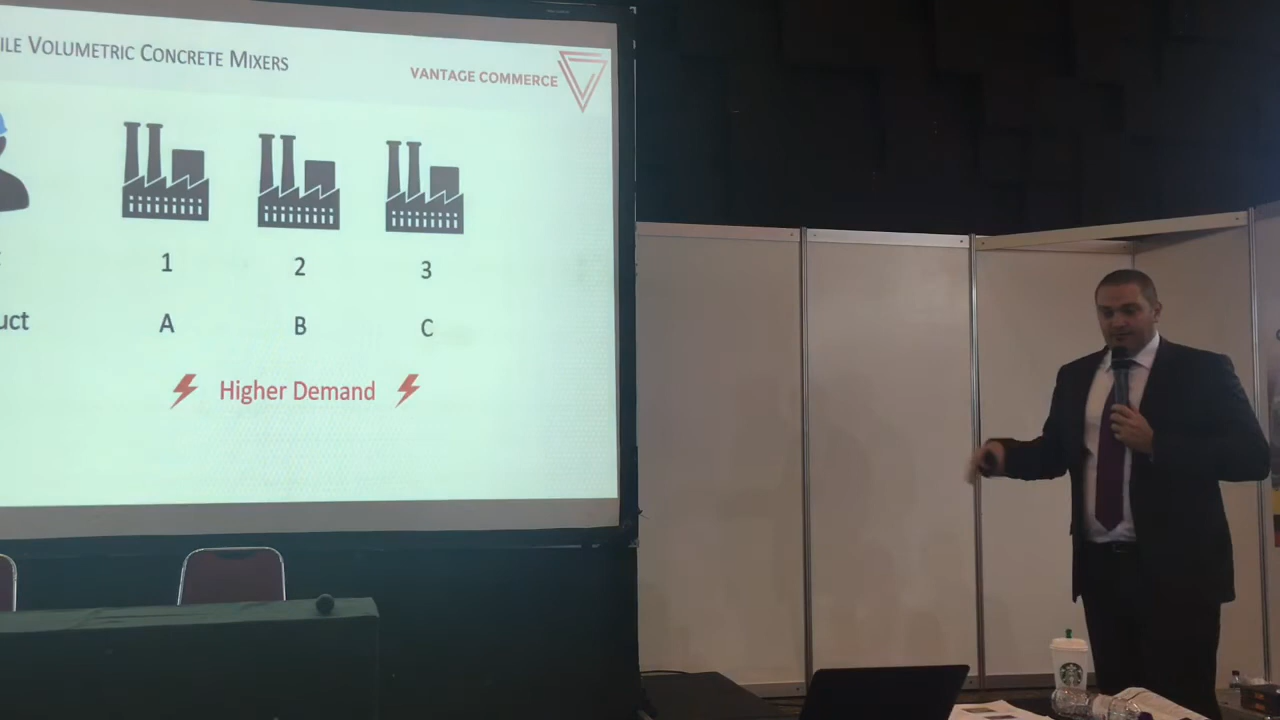 ILE VOLUMETRIC CONCRETE MIXERS
VANTAGE COMMERCE
1 2 3
uct A B C
Higher Demand